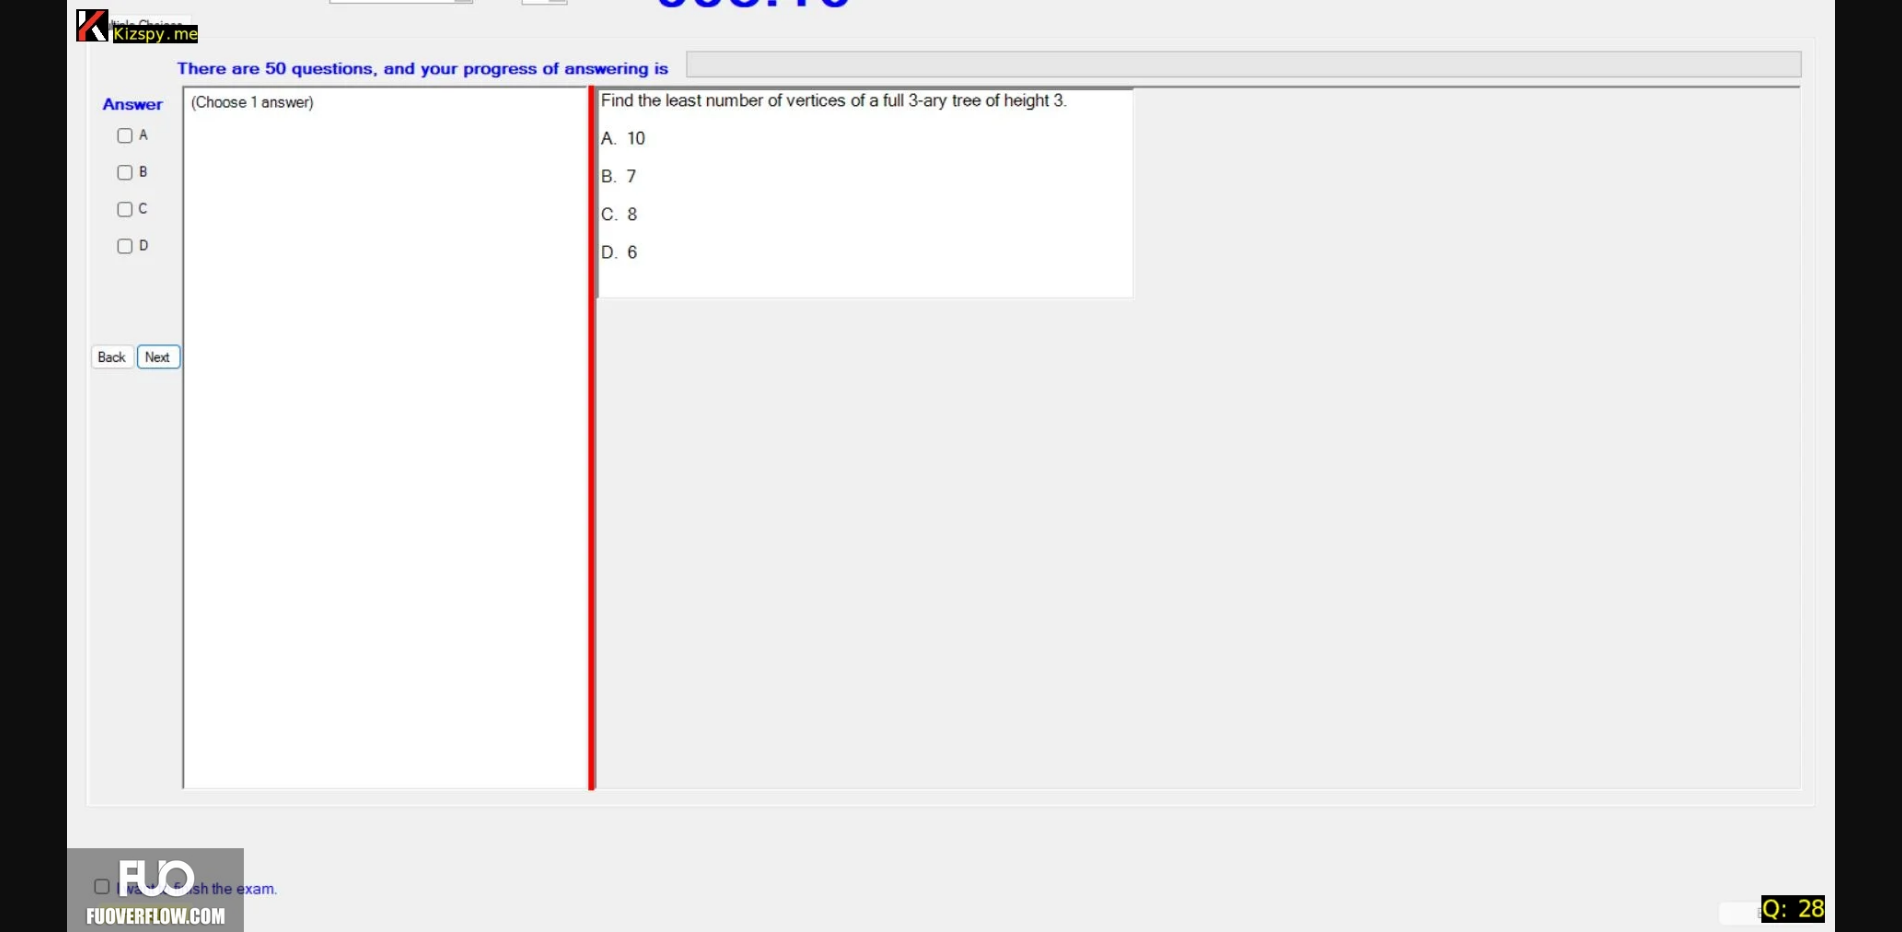 Kizspy.me
There are 50 questions, and your progress of answering is
Answer
(Choose 1 answer)
Find the least number of vertices of a full 3-ary tree of height 3.
A
A. 10
B
B. 7
C
C. 8
D
D. 6
Back
Next
FUO
finish the exam.
FUOVERFLOW.COM
Q: 28